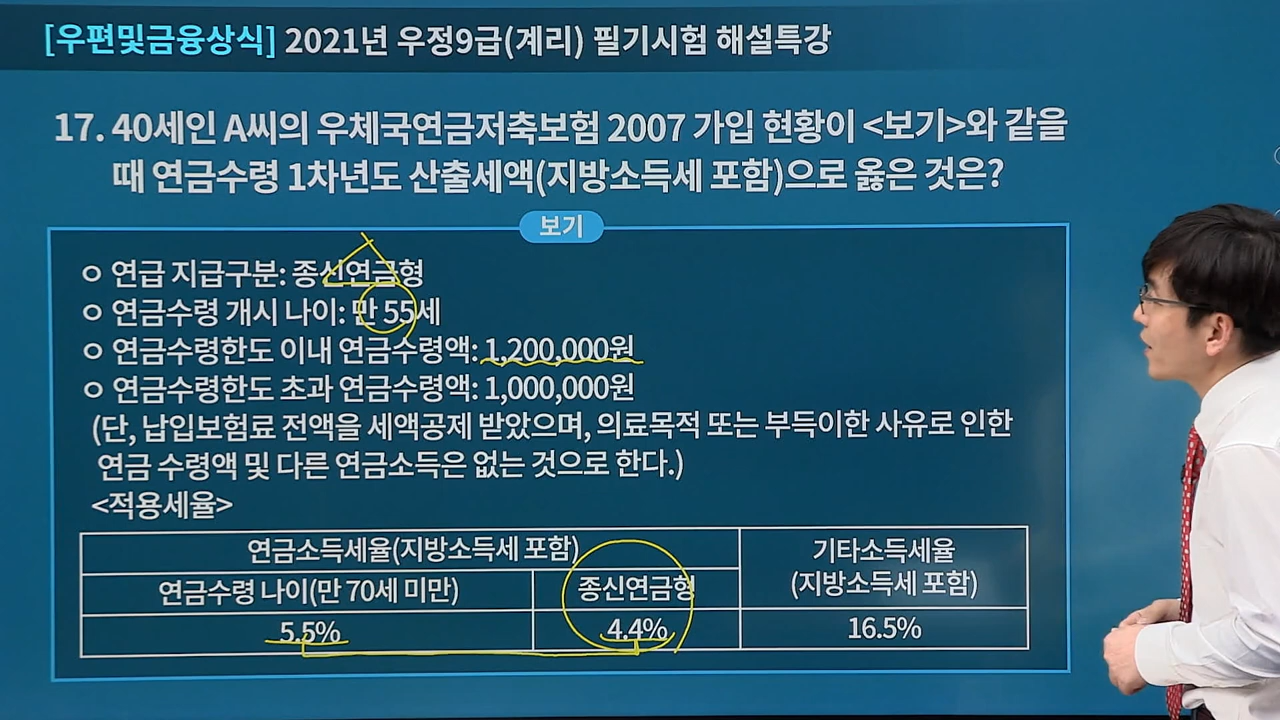 [우편및금융상식] 2021년 우정9급(계리) 필기시험 해설특강
17. 40세인 A씨의 우체국연금저축보험 2007 가입 현황이 <보기>와 같을
때 연금수령 1차년도 산출세액(지방소득세 포함)으로 옳은 것은?
보기
ㅇ 연급 지급구분: 종신연금형
ㅇ 연금수령 개시 나이: 만 55세
ㅇ 연금수령한도 이내 연금수령액: 1,200,000원
ㅇ 연금수령한도 초과 연금수령액: 1,000,000원
(단, 납입보험료 전액을 세액공제 받았으며, 의료목적 또는 부득이한 사유로 인한
연금 수령액 및 다른 연금소득은 없는 것으로 한다.)
<적용세율>
연금소득세율(지방소득세 포함)
기타소득세율
(지방소득세 포함)
연금수령 나이(만 70세 미만)
종신연금형
5.5%
4.4%
16.5%